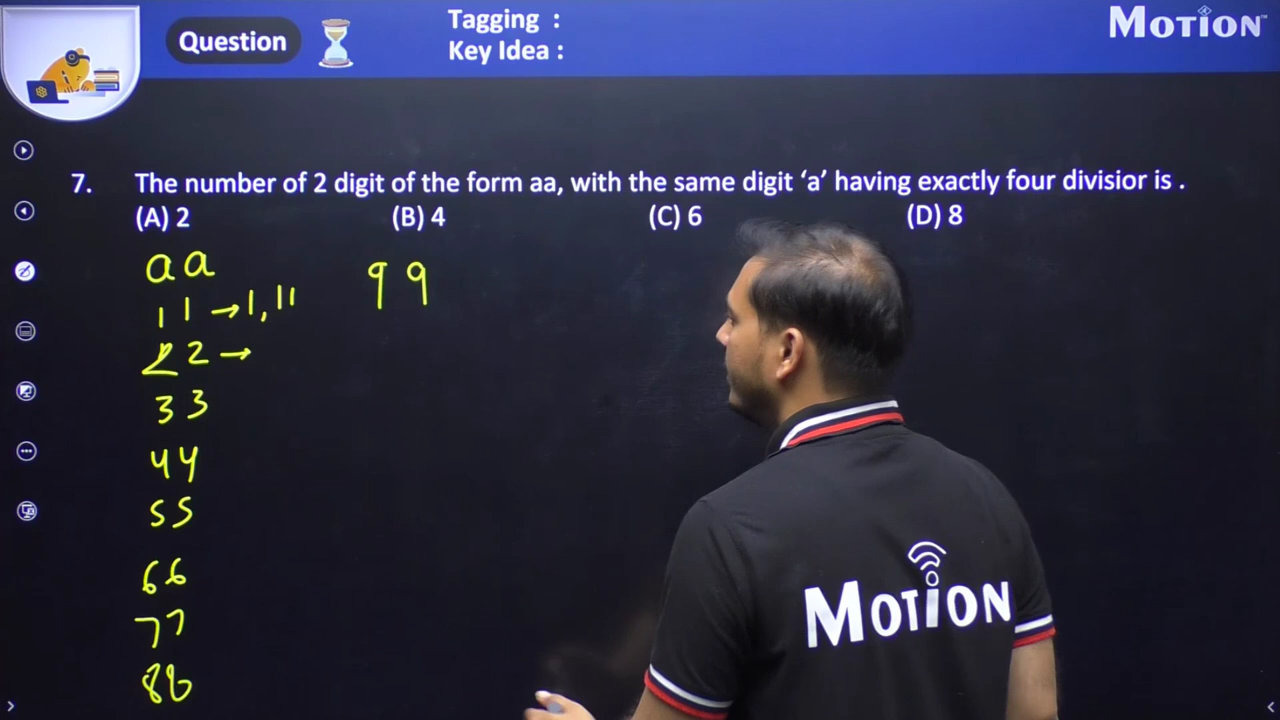 Question
Tagging :
Key Idea :
MOTION
7. The number of 2 digit of the form aa, with the same digit ‘a’ having exactly four divisior is .
(A) 2 (B) 4 (C) 6 (D) 8
aa
11 → 1, 11
22 →
33
44
55
66
77
88
99
MOTION